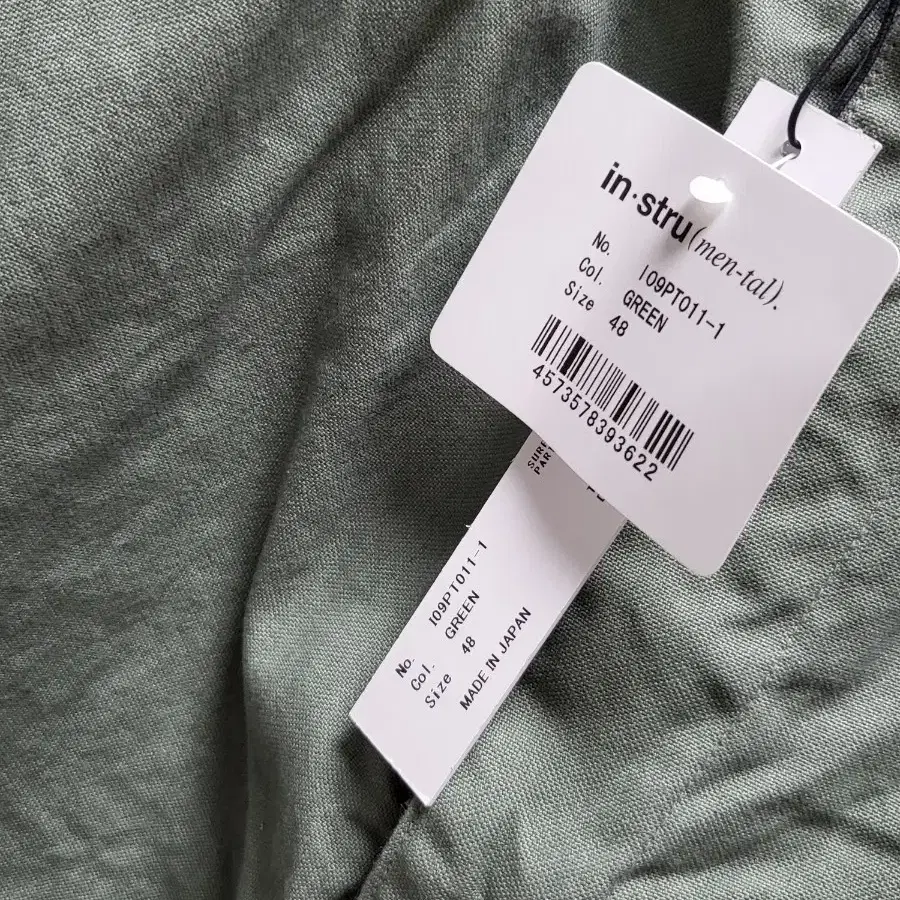 in·stru(men-tal).
No. I09PT011-1
Col. GREEN
Size 48
4573578393622
No. I09PT011-1
Col. GREEN
Size 48
MADE IN JAPAN